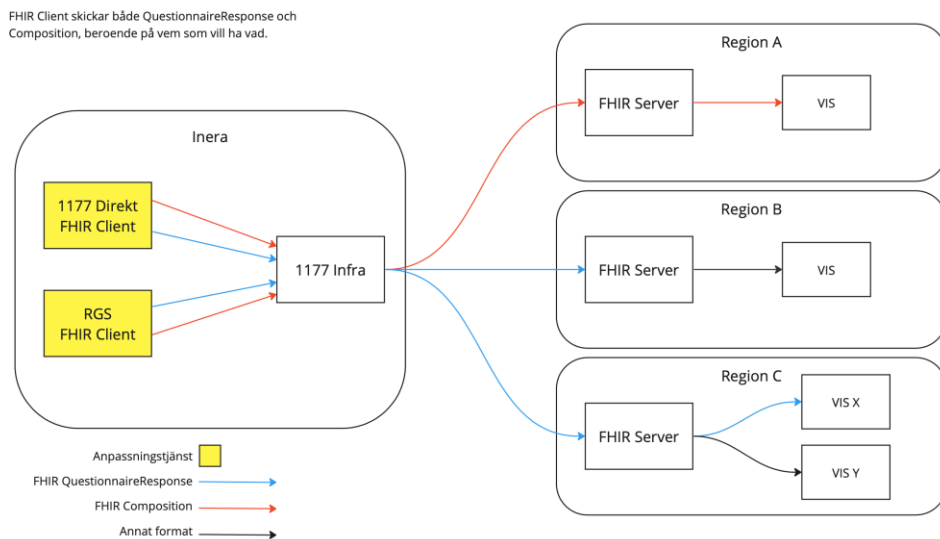 FHIR Client skickar både QuestionnaireResponse och
Composition, beroende på vem som vill ha vad.
Inera
1177 Direkt
FHIR Client
RGS
FHIR Client
1177 Infra
Region A
FHIR Server
VIS
Region B
FHIR Server
VIS
Region C
FHIR Server
VIS X
VIS Y
Anpassningstjänst
FHIR QuestionnaireResponse
FHIR Composition
Annat format